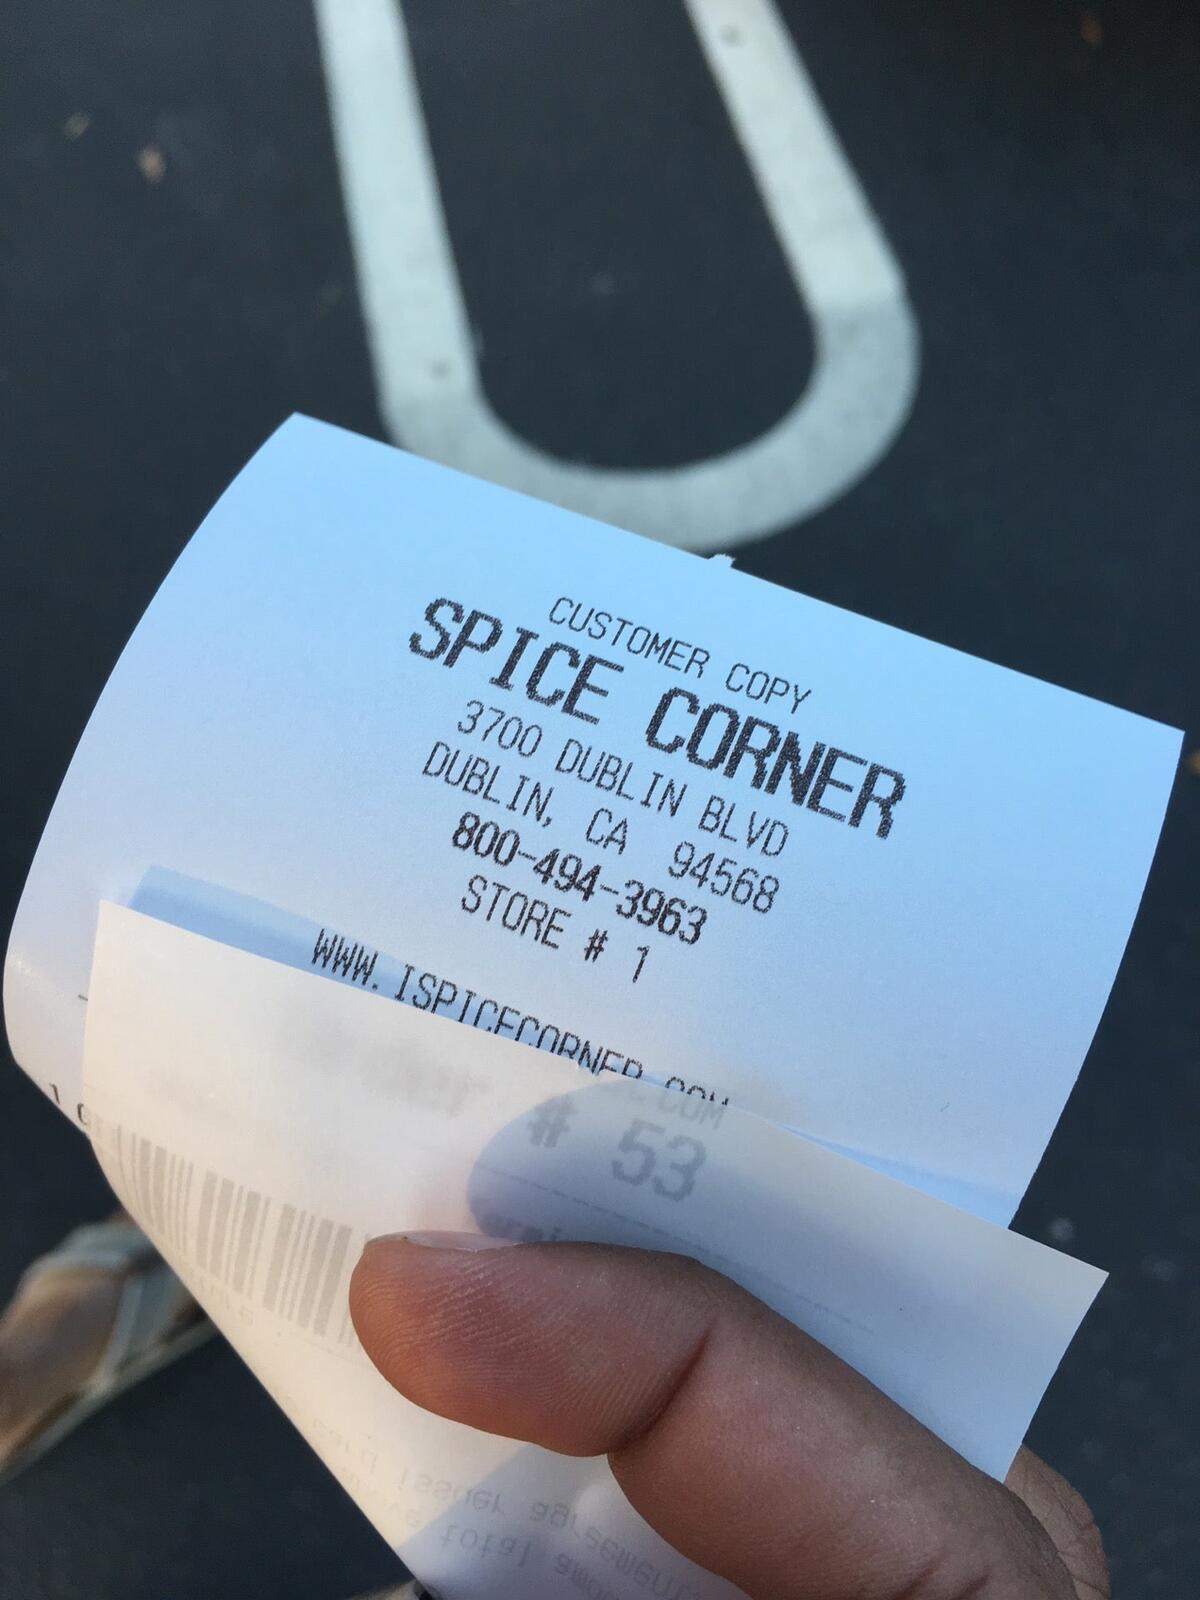 CUSTOMER COPY
SPICE CORNER
3700 DUBLIN BLVD
DUBLIN, CA 94568
800-494-3963
STORE # 1
WWW.ISPICECORNER.COM
# 53